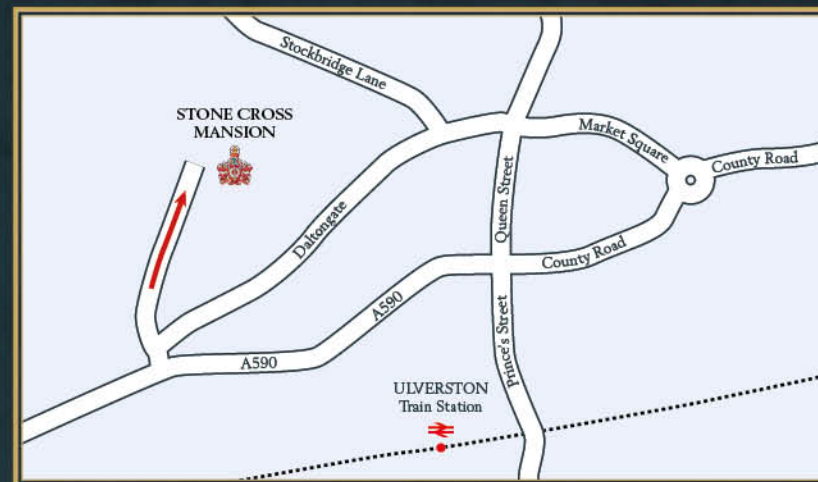 Stockbridge Lane
STONE CROSS
MANSION
Market Square
County Road
Queen Street
Daltongate
County Road
A590
A590
Prince's Street
ULVERSTON
Train Station